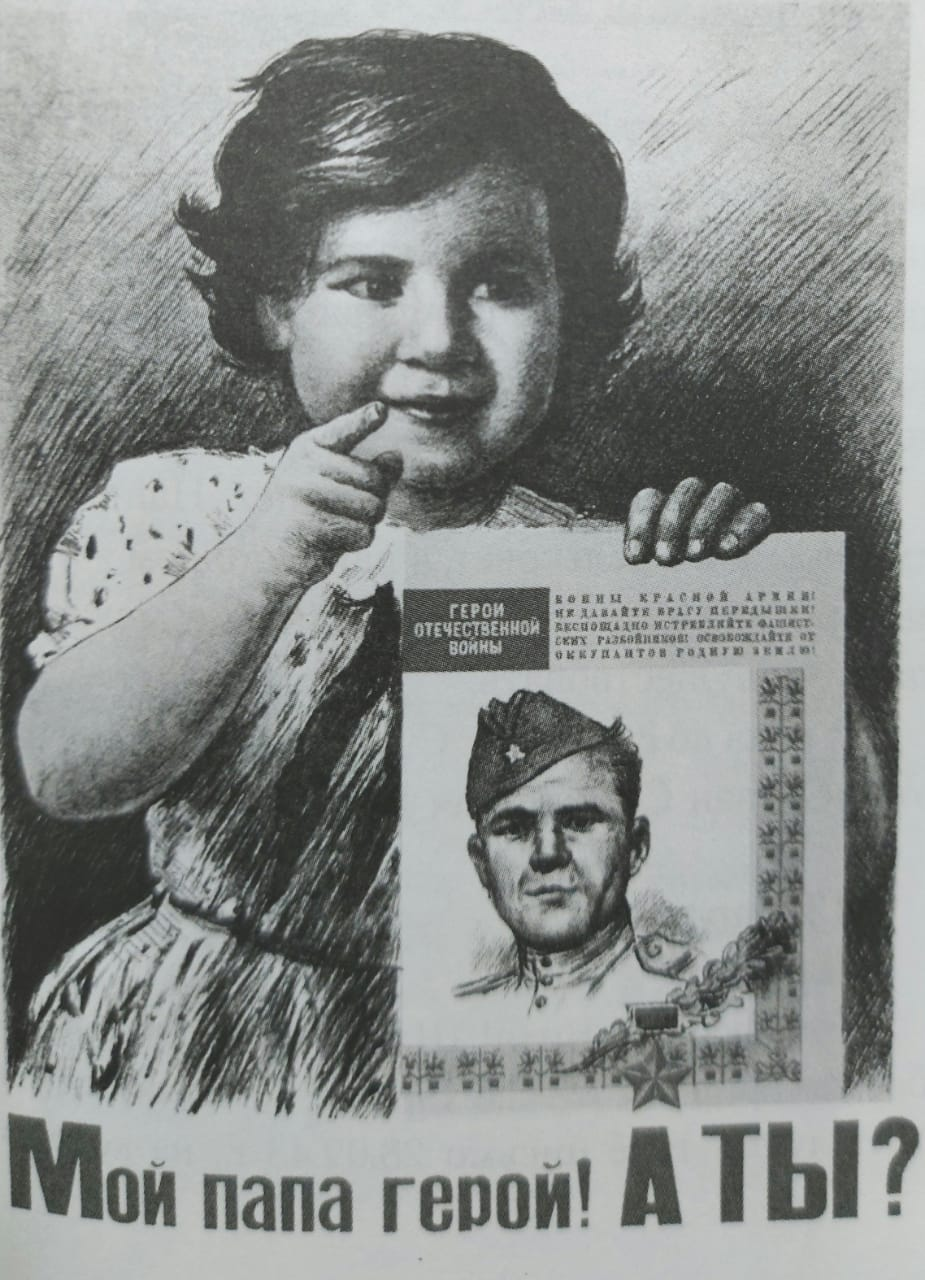 ГЕРОИ
ОТЕЧЕСТВЕННОЙ
ВОЙНЫ
ВОИНЫ КРАСНОЙ АРМИИ!
НЕ ДАВАЙТЕ ВРАГУ ПЕРЕДЫШКИ!
БЕСПОЩАДНО ИСТРЕБЛЯЙТЕ ФАШИСТ-
СКИХ РАЗБОЙНИКОВ! ОСВОБОЖДАЙТЕ ОТ
ОККУПАНТОВ РОДНУЮ ЗЕМЛЮ!
Мой папа герой! А ТЫ?